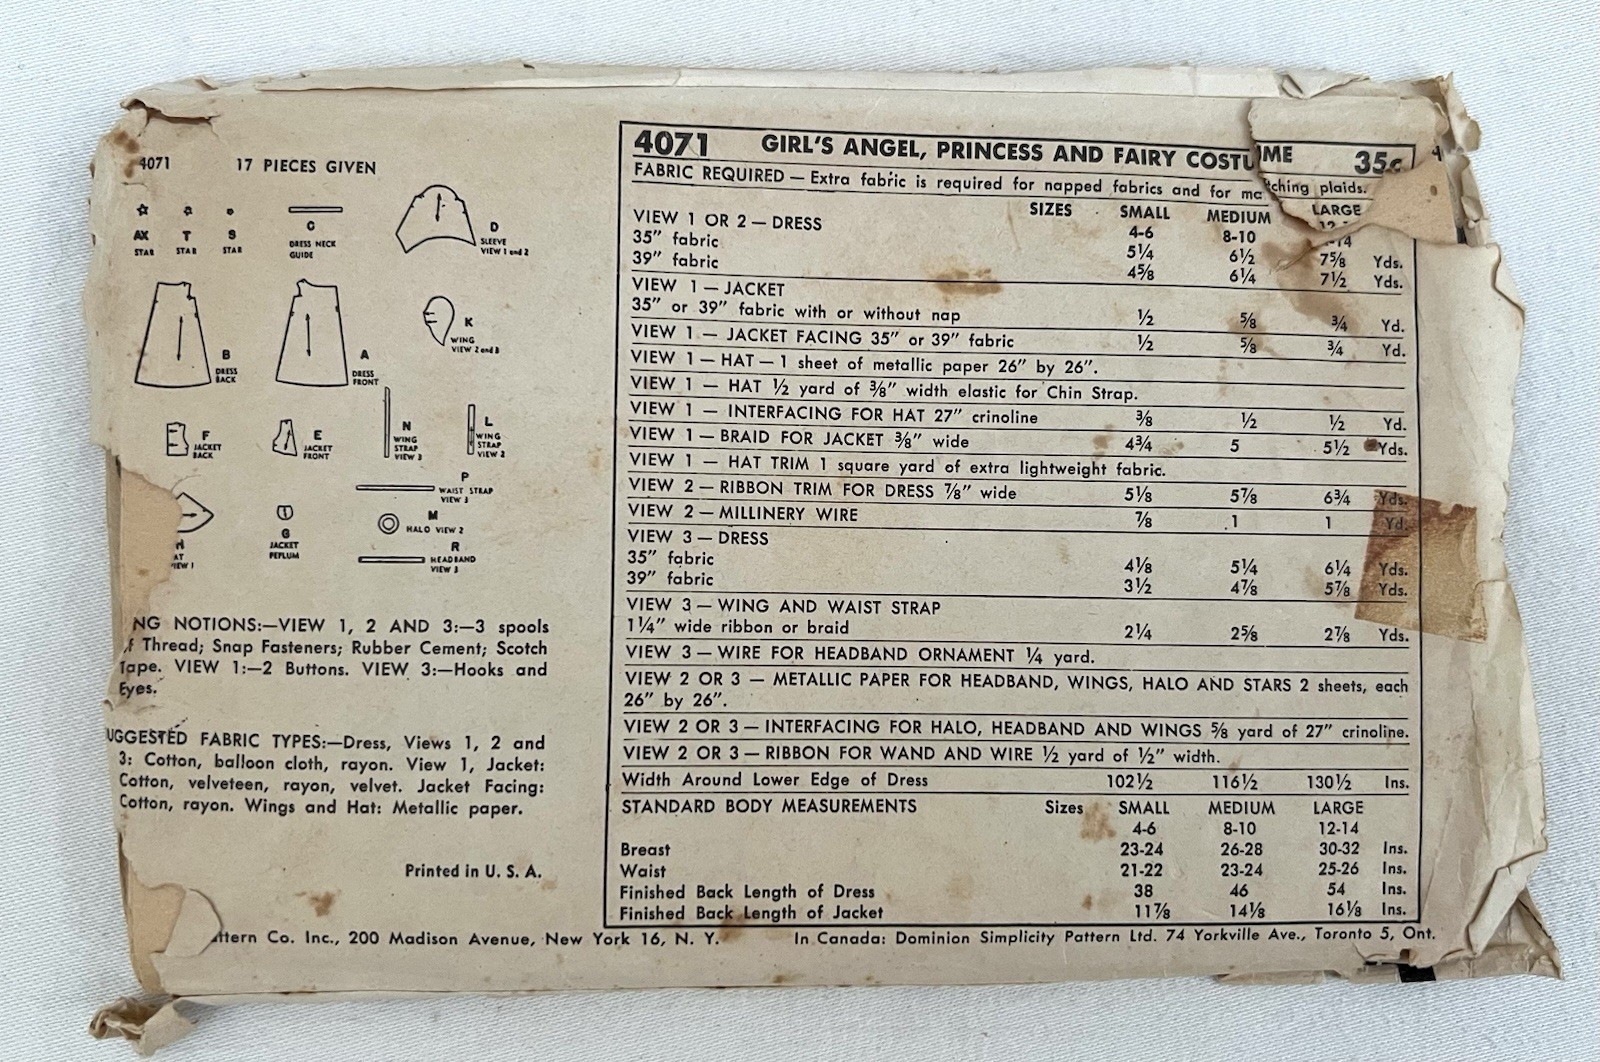 4071 17 PIECES GIVEN
AX STAR
T STAR
S STAR
C DRESS NECK GUIDE
D SLEEVE VIEW 1 and 2
B DRESS BACK
A DRESS FRONT
K WING VIEW 2 and 3
F JACKET BACK
E JACKET FRONT
N WING STRAP VIEW 3
L WING STRAP VIEW 2
P WAIST STRAP VIEW 3
G JACKET PEPLUM
M HALO VIEW 2
R HEADBAND VIEW 3
NOTIONS:—VIEW 1, 2 AND 3:—3 spools
Thread; Snap Fasteners; Rubber Cement; Scotch
Tape. VIEW 1:—2 Buttons. VIEW 3:—Hooks and
Eyes.
UGGESTED FABRIC TYPES:—Dress, Views 1, 2 and
3: Cotton, balloon cloth, rayon. View 1, Jacket:
Cotton, velveteen, rayon, velvet. Jacket Facing:
Cotton, rayon. Wings and Hat: Metallic paper.
Printed in U. S. A.
4071 GIRL'S ANGEL, PRINCESS AND FAIRY COSTUME 35¢
FABRIC REQUIRED — Extra fabric is required for napped fabrics and for matching plaids.
SIZES SMALL MEDIUM LARGE
VIEW 1 OR 2 — DRESS 4-6 8-10 12-14
35" fabric 5¼ 6½ 7⅝ Yds.
39" fabric 4⅝ 6¼ 7½ Yds.
VIEW 1 — JACKET
35" or 39" fabric with or without nap ½ ⅝ ¾ Yd.
VIEW 1 — JACKET FACING 35" or 39" fabric ½ ⅝ ¾ Yd.
VIEW 1 — HAT — 1 sheet of metallic paper 26" by 26".
VIEW 1 — HAT ½ yard of ⅜" width elastic for Chin Strap.
VIEW 1 — INTERFACING FOR HAT 27" crinoline ⅜ ½ ½ Yd.
VIEW 1 — BRAID FOR JACKET ⅜" wide 4¾ 5 5½ Yds.
VIEW 1 — HAT TRIM 1 square yard of extra lightweight fabric.
VIEW 2 — RIBBON TRIM FOR DRESS ⅞" wide 5⅛ 5⅞ 6¾ Yds.
VIEW 2 — MILLINERY WIRE ⅞ 1 1 Yd.
VIEW 3 — DRESS
35" fabric 4⅛ 5¼ 6¼ Yds.
39" fabric 3½ 4⅞ 5⅞ Yds.
VIEW 3 — WING AND WAIST STRAP
1¼" wide ribbon or braid 2¼ 2⅝ 2⅞ Yds.
VIEW 3 — WIRE FOR HEADBAND ORNAMENT ¼ yard.
VIEW 2 OR 3 — METALLIC PAPER FOR HEADBAND, WINGS, HALO AND STARS 2 sheets, each
26" by 26".
VIEW 2 OR 3 — INTERFACING FOR HALO, HEADBAND AND WINGS ⅝ yard of 27" crinoline.
VIEW 2 OR 3 — RIBBON FOR WAND AND WIRE ½ yard of ½" width.
Width Around Lower Edge of Dress 102½ 116½ 130½ Ins.
STANDARD BODY MEASUREMENTS Sizes SMALL MEDIUM LARGE
4-6 8-10 12-14
Breast 23-24 26-28 30-32 Ins.
Waist 21-22 23-24 25-26 Ins.
Finished Back Length of Dress 38 46 54 Ins.
Finished Back Length of Jacket 11⅞ 14⅛ 16⅛ Ins.
ttern Co. Inc., 200 Madison Avenue, New York 16, N. Y. In Canada: Dominion Simplicity Pattern Ltd. 74 Yorkville Ave., Toronto 5, Ont.